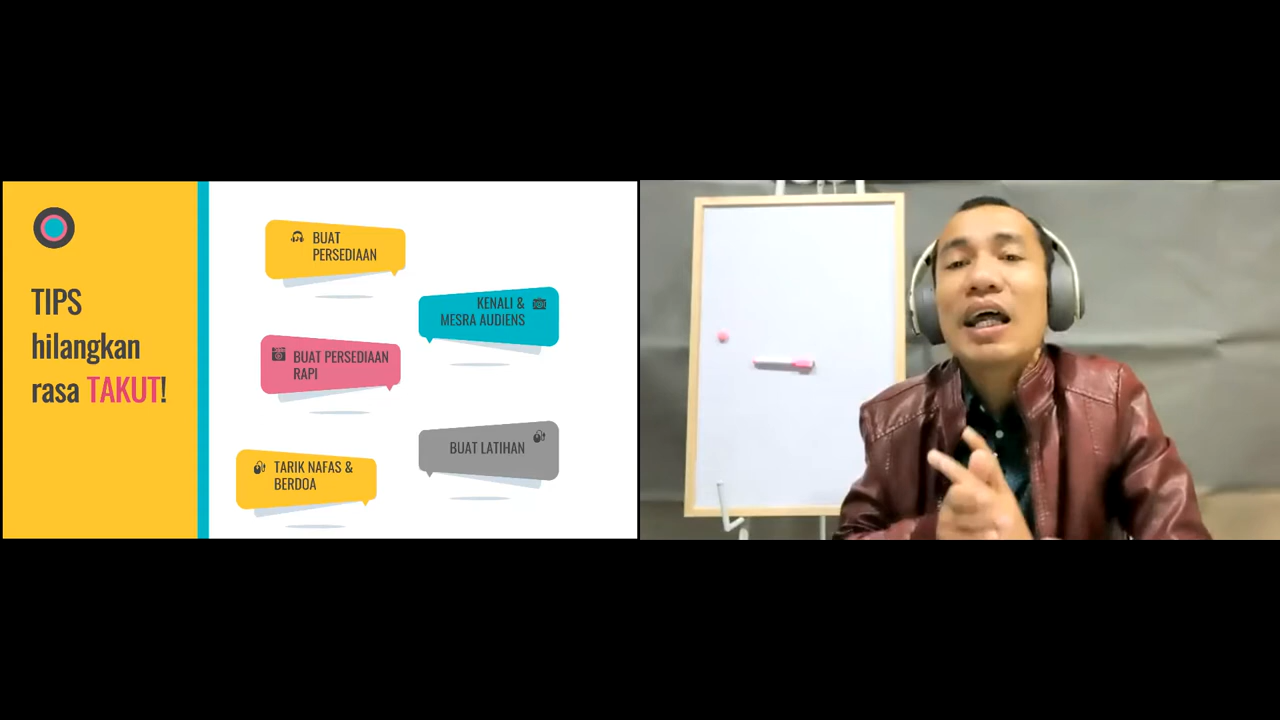 TIPS
hilangkan
rasa TAKUT!
BUAT
PERSEDIAAN
KENALI &
MESRA AUDIENS
BUAT PERSEDIAAN
RAPI
BUAT LATIHAN
TARIK NAFAS &
BERDOA